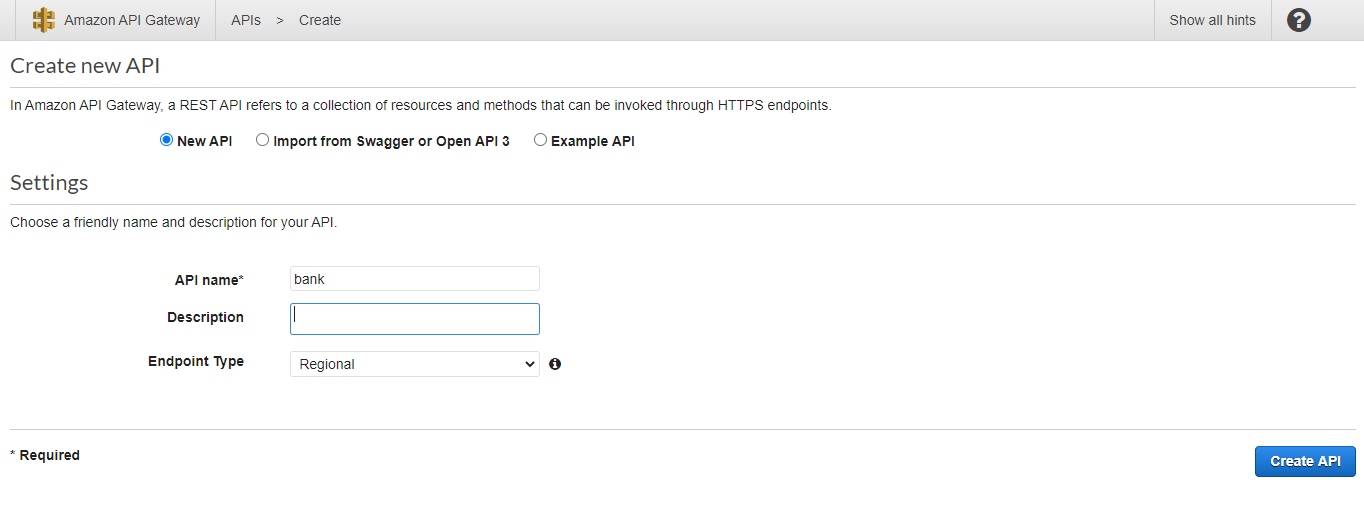 Amazon API Gateway APIs > Create Show all hints ?
Create new API
In Amazon API Gateway, a REST API refers to a collection of resources and methods that can be invoked through HTTPS endpoints.
New API Import from Swagger or Open API 3 Example API
Settings
Choose a friendly name and description for your API.
API name* bank
Description
Endpoint Type Regional
* Required Create API